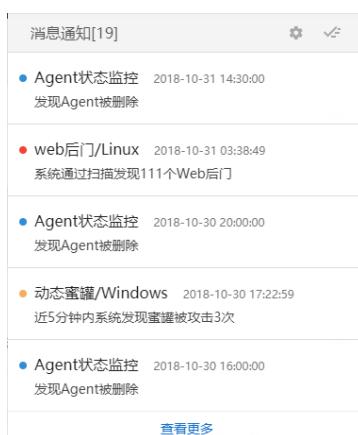 消息通知[19]
Agent状态监控 2018-10-31 14:30:00
发现Agent被删除
web后门/Linux 2018-10-31 03:38:49
系统通过扫描发现111个Web后门
Agent状态监控 2018-10-30 20:00:00
发现Agent被删除
动态蜜罐/Windows 2018-10-30 17:22:59
近5分钟内系统发现蜜罐被攻击3次
Agent状态监控 2018-10-30 16:00:00
发现Agent被删除
查看更多